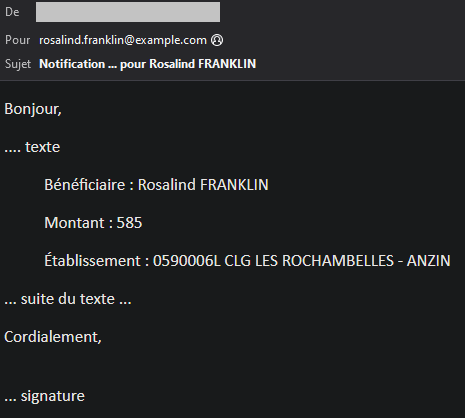 De
Pour rosalind.franklin@example.com
Sujet Notification ... pour Rosalind FRANKLIN
Bonjour,
.... texte
Bénéficiaire : Rosalind FRANKLIN
Montant : 585
Établissement : 0590006L CLG LES ROCHAMBELLES - ANZIN
... suite du texte ...
Cordialement,
... signature